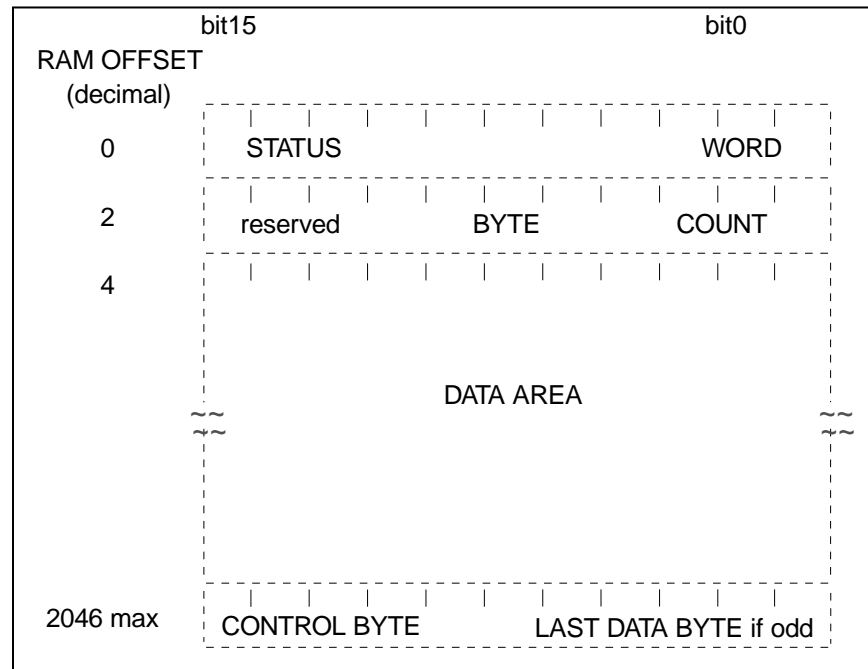 bit15 bit0
RAM OFFSET
(decimal)
0 STATUS WORD
2 reserved BYTE COUNT
4
DATA AREA
2046 max CONTROL BYTE LAST DATA BYTE if odd